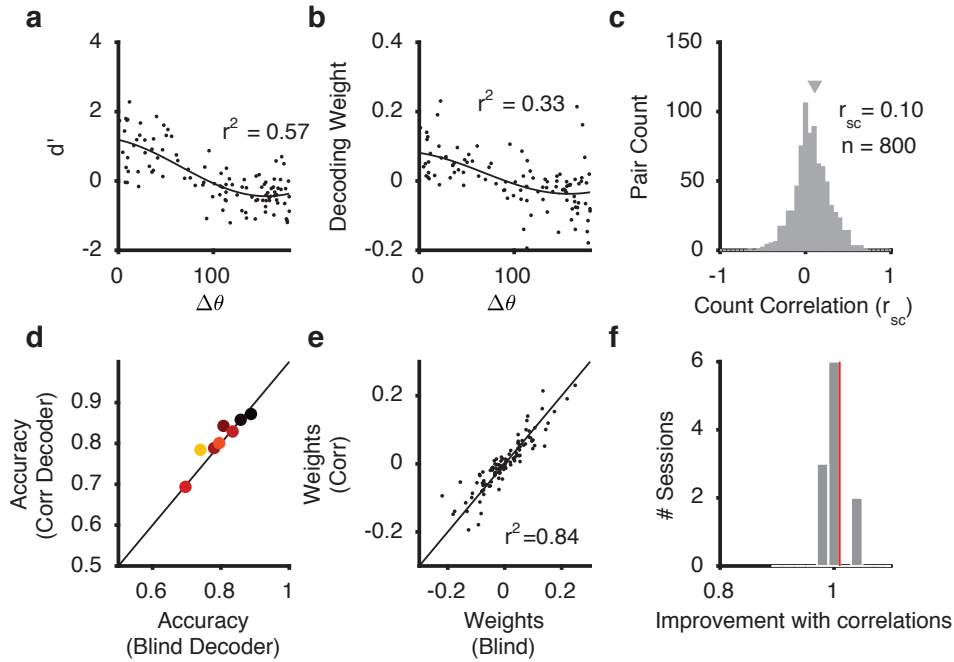 a
4
2
0
-2
d'
r² = 0.57
0
100
Δθ
b
0.4
0.2
0
-0.2
Decoding Weight
r² = 0.33
0
100
Δθ
c
150
100
50
0
Pair Count
r_sc = 0.10
n = 800
-1
0
1
Count Correlation (r_sc)
d
0.9
0.8
0.7
0.6
0.5
Accuracy
(Corr Decoder)
0.6
0.8
1
Accuracy
(Blind Decoder)
e
0.2
0
-0.2
Weights
(Corr)
r²=0.84
-0.2
0
0.2
Weights
(Blind)
f
6
4
2
0
# Sessions
0.8
1
Improvement with correlations